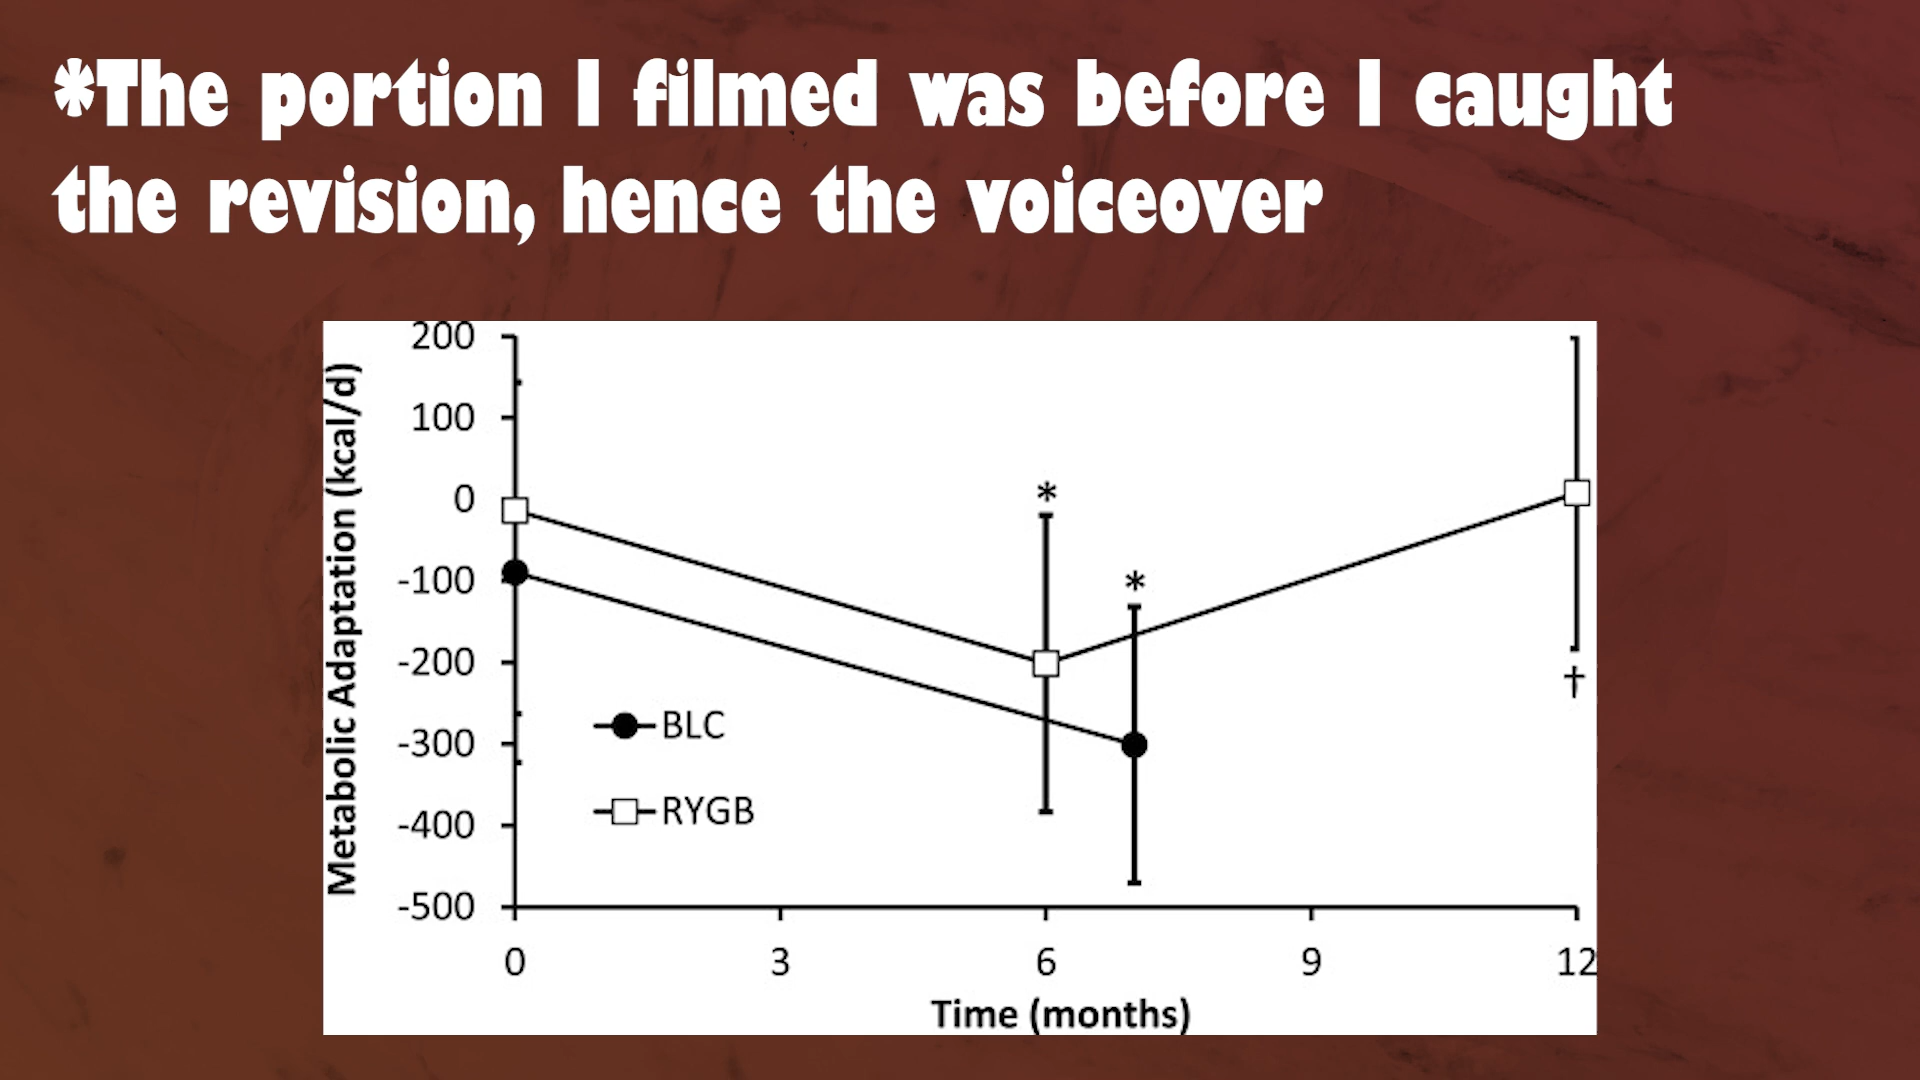 *The portion I filmed was before I caught
the revision, hence the voiceover
200
100
0
-100
-200
-300
-400
-500
Metabolic Adaptation (kcal/d)
*
*
†
BLC
RYGB
0 3 6 9 12
Time (months)